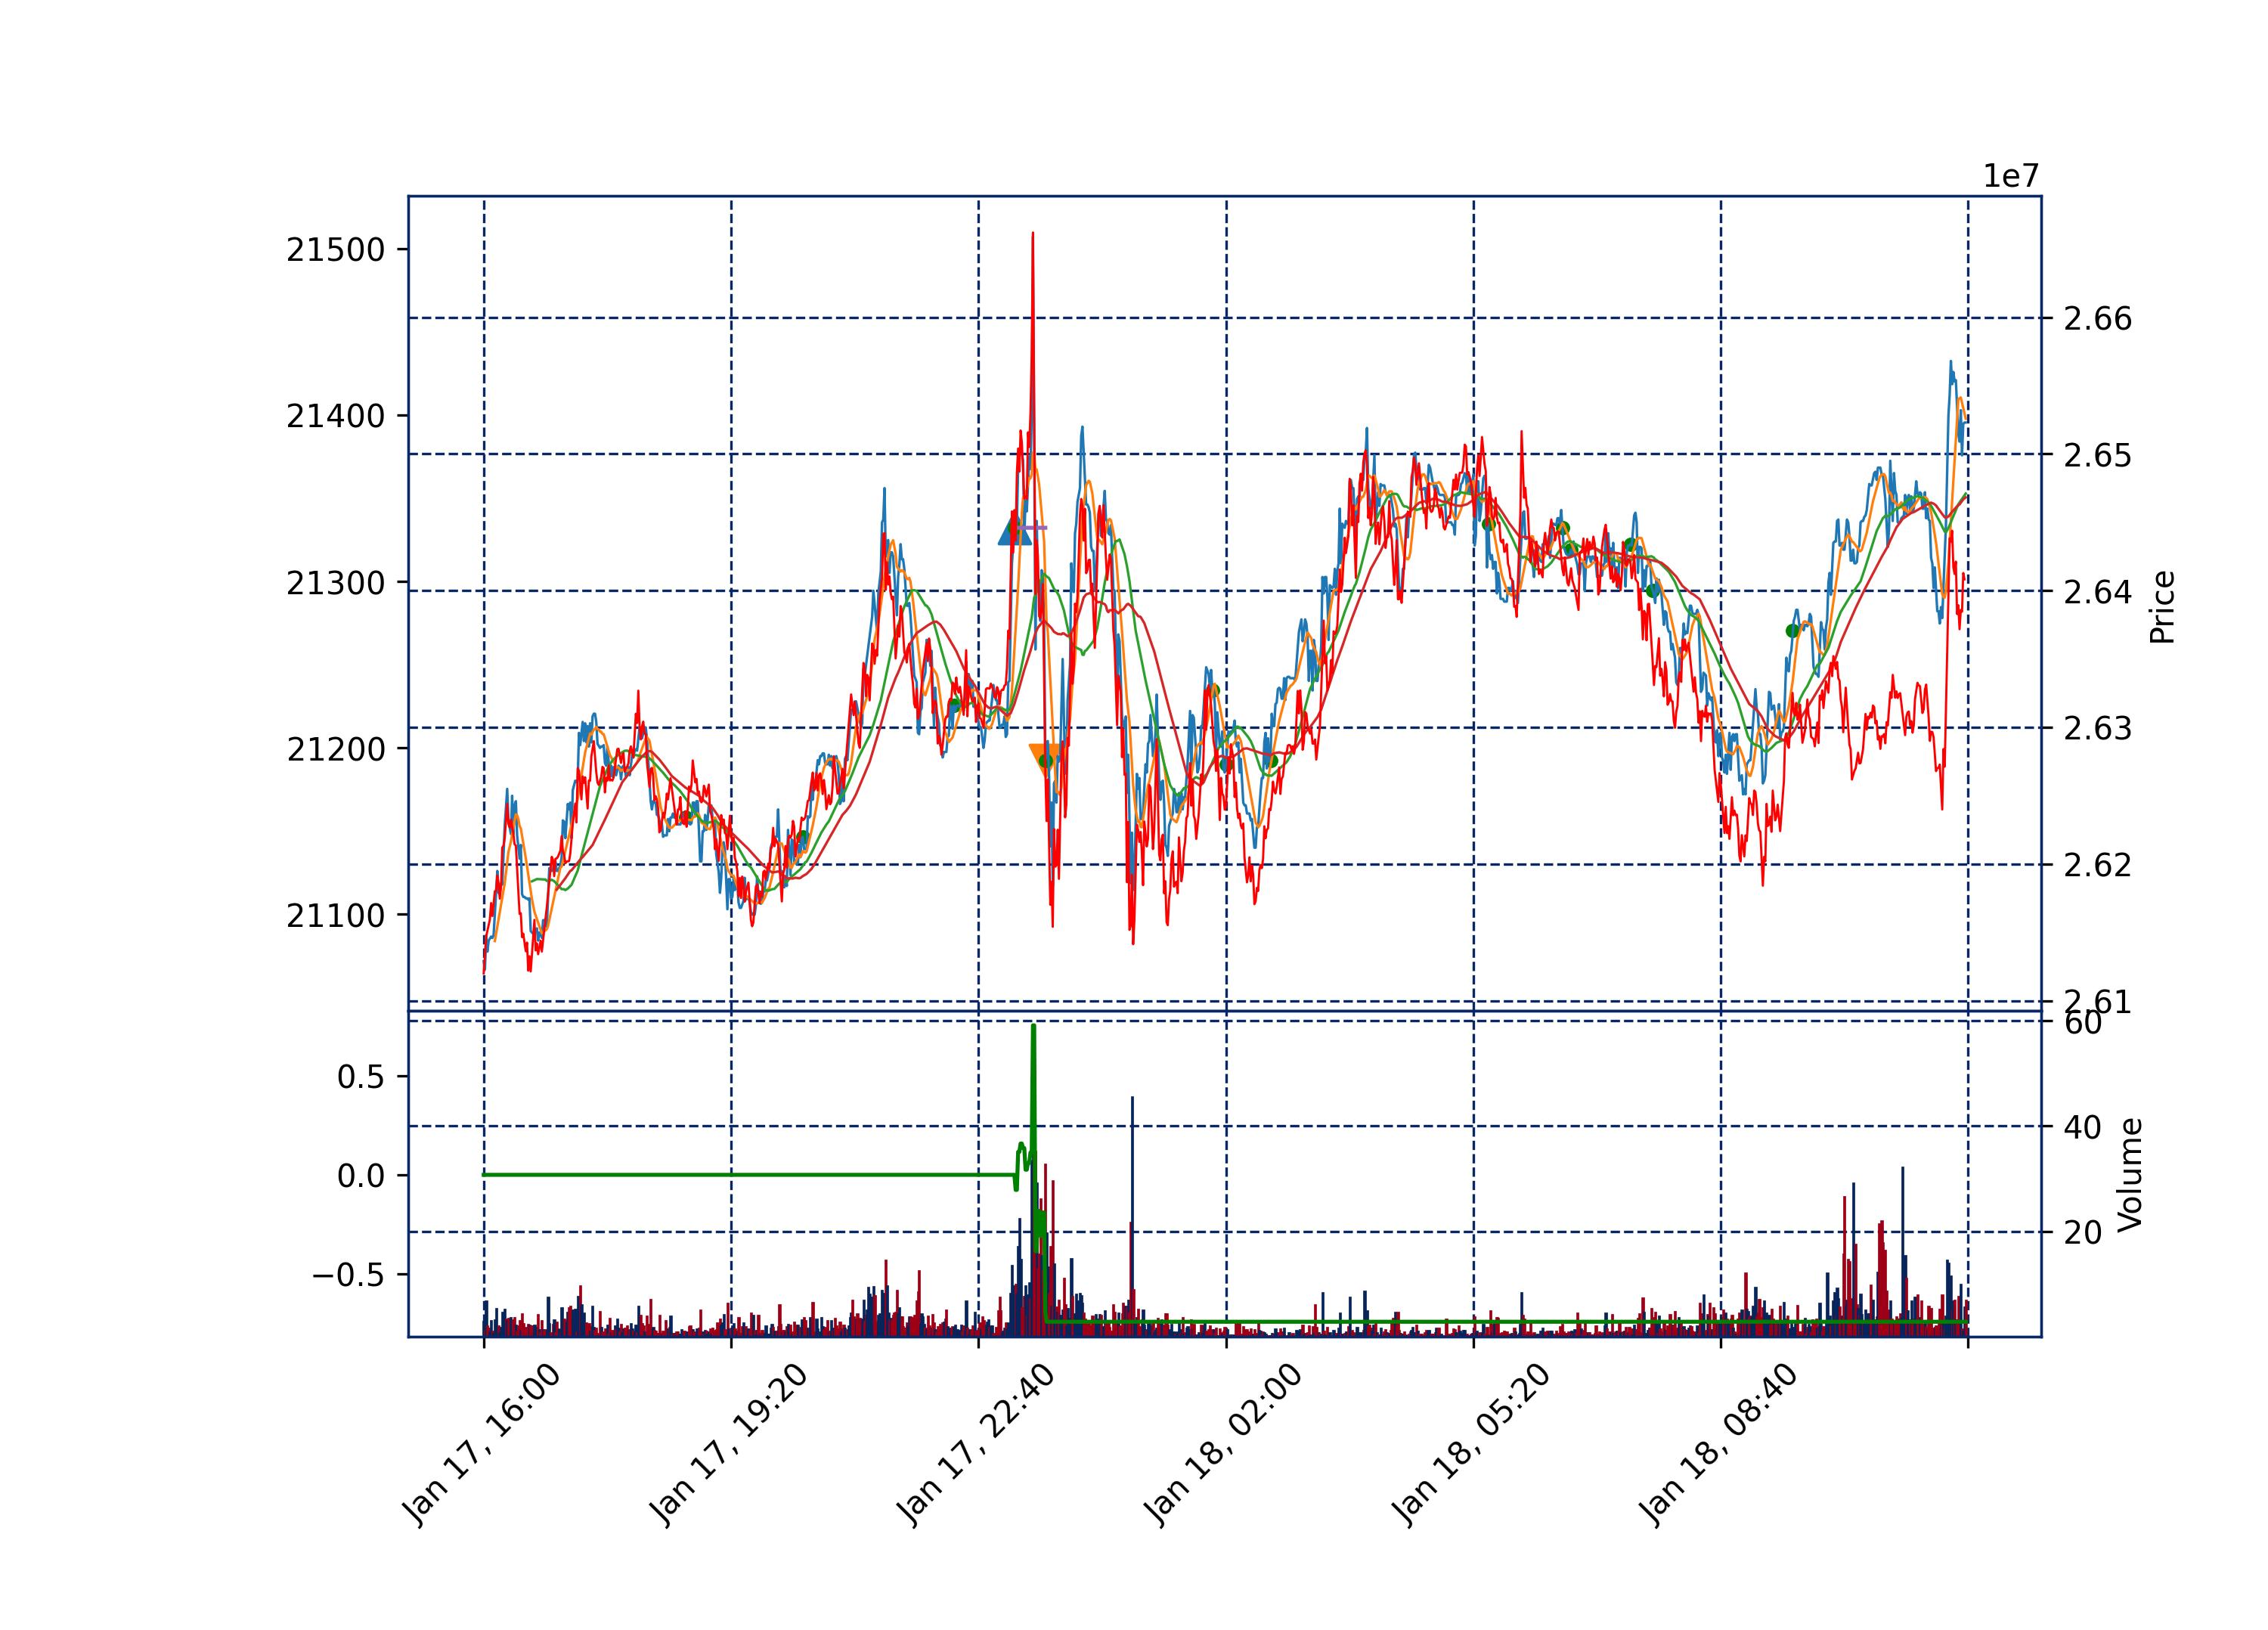 1e7
21500
21400
21300
21200
21100
2.66
2.65
2.64
2.63
2.62
2.61
Price
0.5
0.0
−0.5
60
40
20
Volume
Jan 17, 16:00
Jan 17, 19:20
Jan 17, 22:40
Jan 18, 02:00
Jan 18, 05:20
Jan 18, 08:40